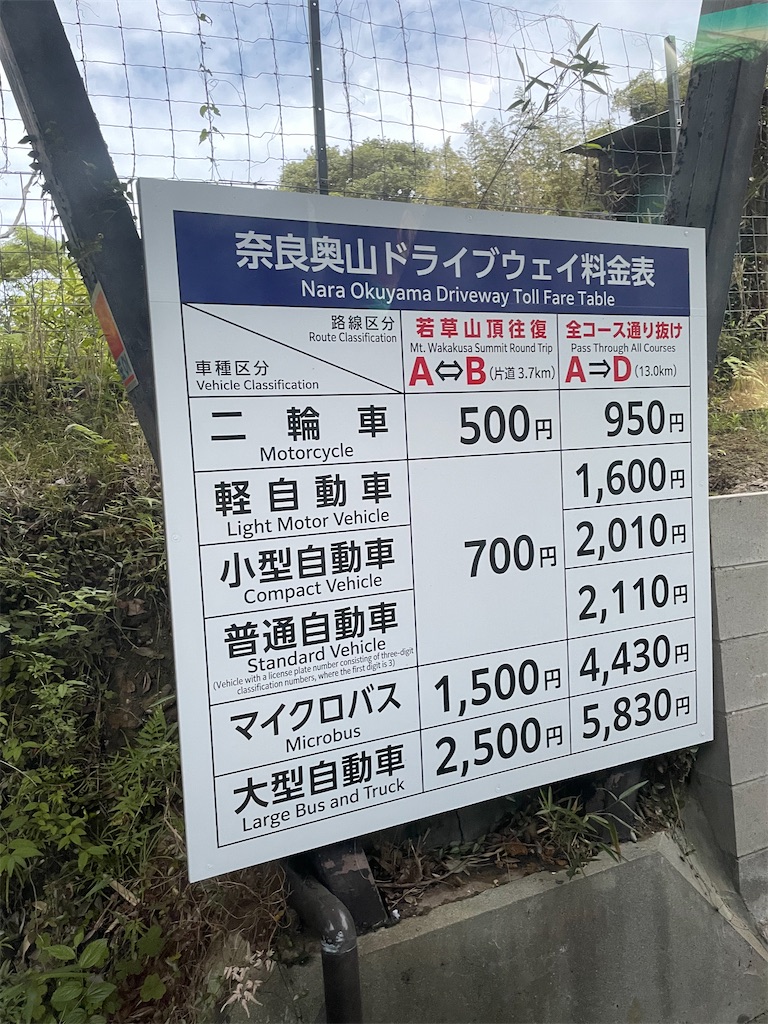 奈良奥山ドライブウェイ料金表
Nara Okuyama Driveway Toll Fare Table
路線区分
Route Classification
車種区分
Vehicle Classification
若草山頂往復
Mt. Wakakusa Summit Round Trip
A⇔B(片道 3.7km)
全コース通り抜け
Pass Through All Courses
A⇒D (13.0km)
二輪車
Motorcycle
500円
950円
軽自動車
Light Motor Vehicle
1,600円
小型自動車
Compact Vehicle
700円
2,010円
普通自動車
Standard Vehicle
(Vehicle with a license plate number consisting of three-digit
classification numbers, where the first digit is 3)
2,110円
マイクロバス
Microbus
1,500円
4,430円
大型自動車
Large Bus and Truck
2,500円
5,830円